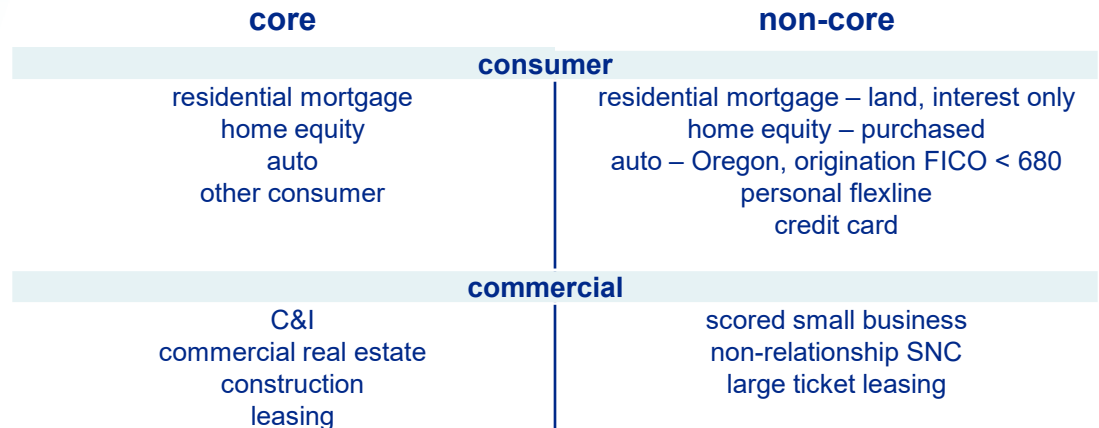 core
non-core
consumer
residential mortgage
home equity
auto
other consumer
residential mortgage – land, interest only
home equity – purchased
auto – Oregon, origination FICO < 680
personal flexline
credit card
commercial
C&I
commercial real estate
construction
leasing
scored small business
non-relationship SNC
large ticket leasing